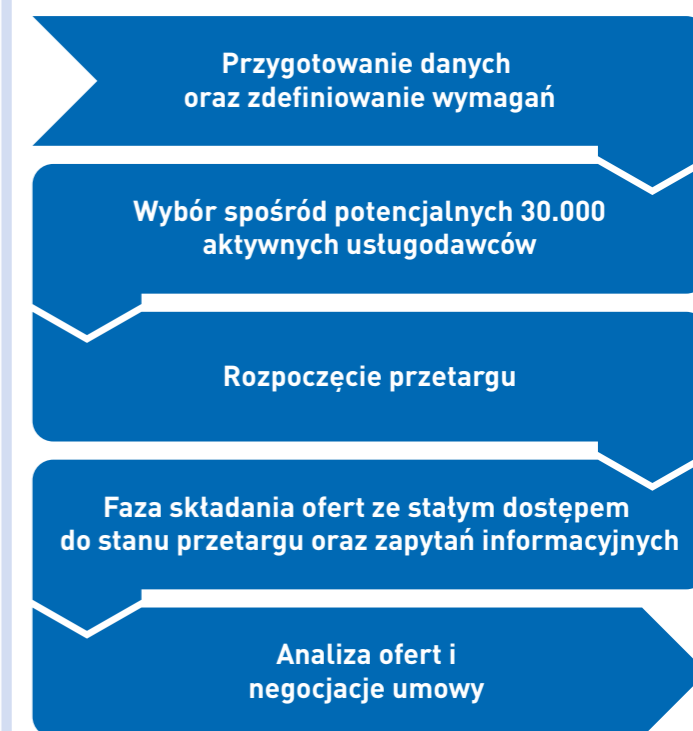 Przygotowanie danych
oraz zdefiniowanie wymagań
Wybór spośród potencjalnych 30.000
aktywnych usługodawców
Rozpoczęcie przetargu
Faza składania ofert ze stałym dostępem
do stanu przetargu oraz zapytań informacyjnych
Analiza ofert i
negocjacje umowy